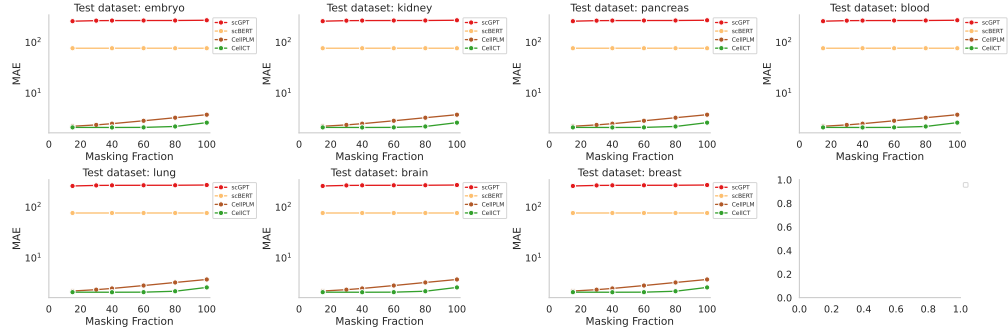 Test dataset: embryo
MAE
10²
10¹
0 20 40 60 80 100
Masking Fraction
scGPT
scBERT
CellPLM
CellCT
Test dataset: kidney
MAE
10²
10¹
0 20 40 60 80 100
Masking Fraction
scGPT
scBERT
CellPLM
CellCT
Test dataset: pancreas
MAE
10²
10¹
0 20 40 60 80 100
Masking Fraction
scGPT
scBERT
CellPLM
CellCT
Test dataset: blood
MAE
10²
10¹
0 20 40 60 80 100
Masking Fraction
scGPT
scBERT
CellPLM
CellCT
Test dataset: lung
MAE
10²
10¹
0 20 40 60 80 100
Masking Fraction
scGPT
scBERT
CellPLM
CellCT
Test dataset: brain
MAE
10²
10¹
0 20 40 60 80 100
Masking Fraction
scGPT
scBERT
CellPLM
CellCT
Test dataset: breast
MAE
10²
10¹
0 20 40 60 80 100
Masking Fraction
scGPT
scBERT
CellPLM
CellCT
1.0
0.8
0.6
0.4
0.2
0.0
0.0 0.2 0.4 0.6 0.8 1.0